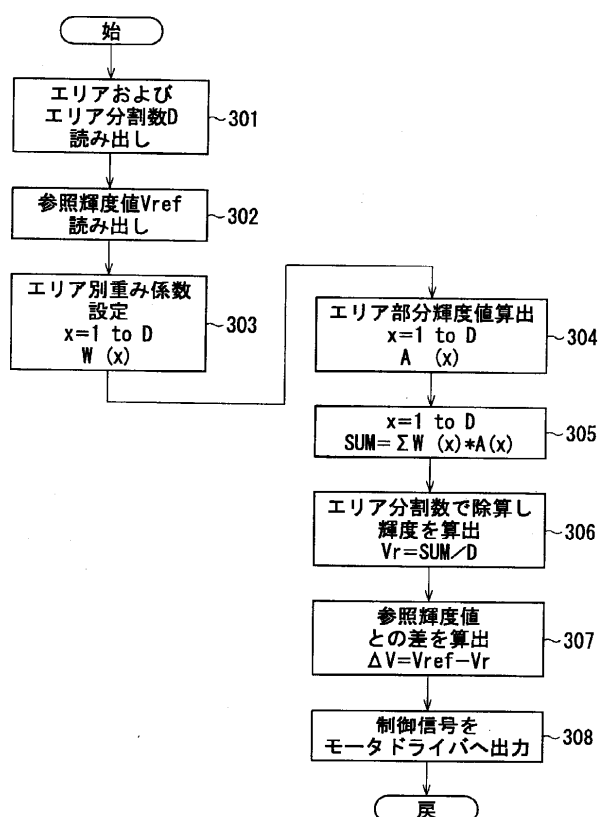 始
エリアおよび
エリア分割数D
読み出し
301
参照輝度値Vref
読み出し
302
エリア別重み係数
設定
x=1 to D
W (x)
303
エリア部分輝度値算出
x=1 to D
A (x)
304
x=1 to D
SUM=ΣW (x)*A(x)
305
エリア分割数で除算し
輝度を算出
Vr=SUM/D
306
参照輝度値
との差を算出
ΔV=Vref-Vr
307
制御信号を
モータドライバへ出力
308
戻